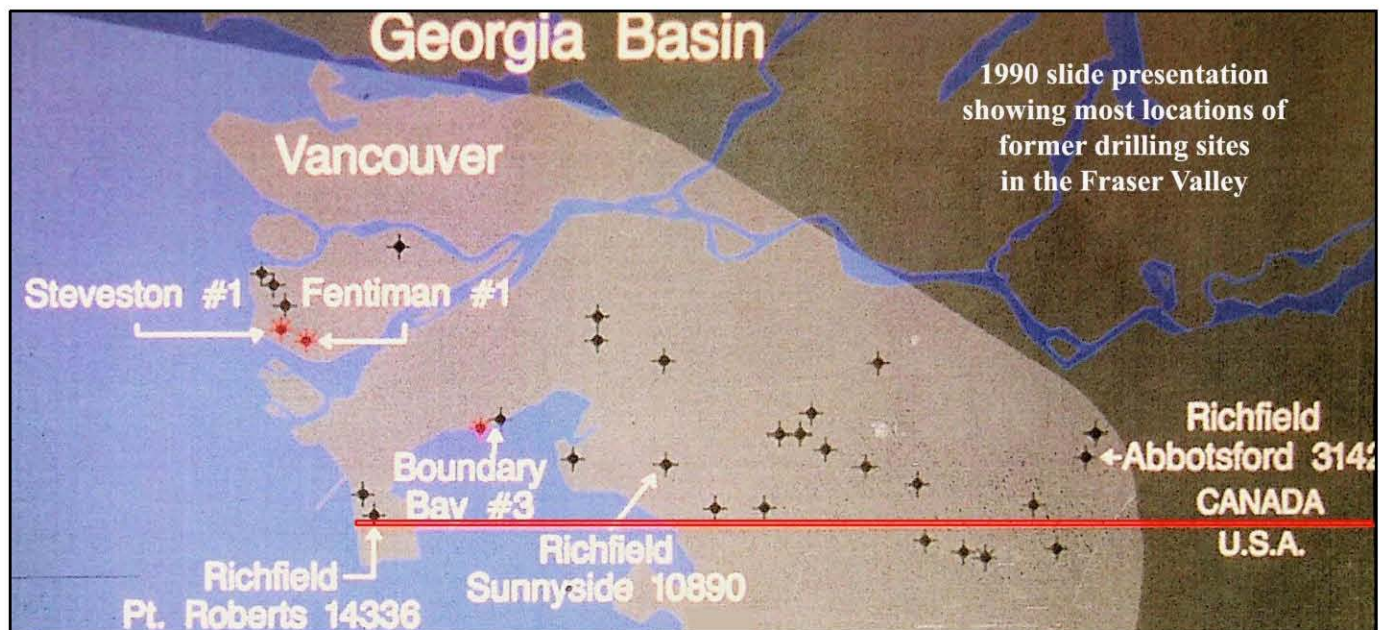 Georgia Basin
1990 slide presentation
showing most locations of
former drilling sites
in the Fraser Valley
Vancouver
Steveston #1
Fentiman #1
Richfield
Abbotsford 3142
Boundary
Bay #3
CANADA
U.S.A.
Richfield
Sunnyside 10890
Richfield
Pt. Roberts 14336